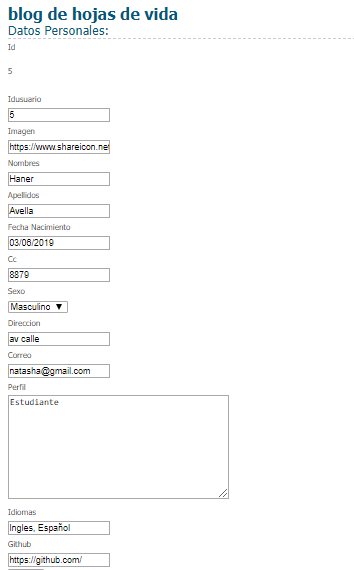 blog de hojas de vida
Datos Personales:
Id
5
Idusuario
5
Imagen
https://www.shareicon.net
Nombres
Haner
Apellidos
Avella
Fecha Nacimiento
03/06/2019
Cc
8879
Sexo
Masculino ▼
Direccion
av calle
Correo
natasha@gmail.com
Perfil
Estudiante
Idiomas
Ingles, Español
Github
https://github.com/